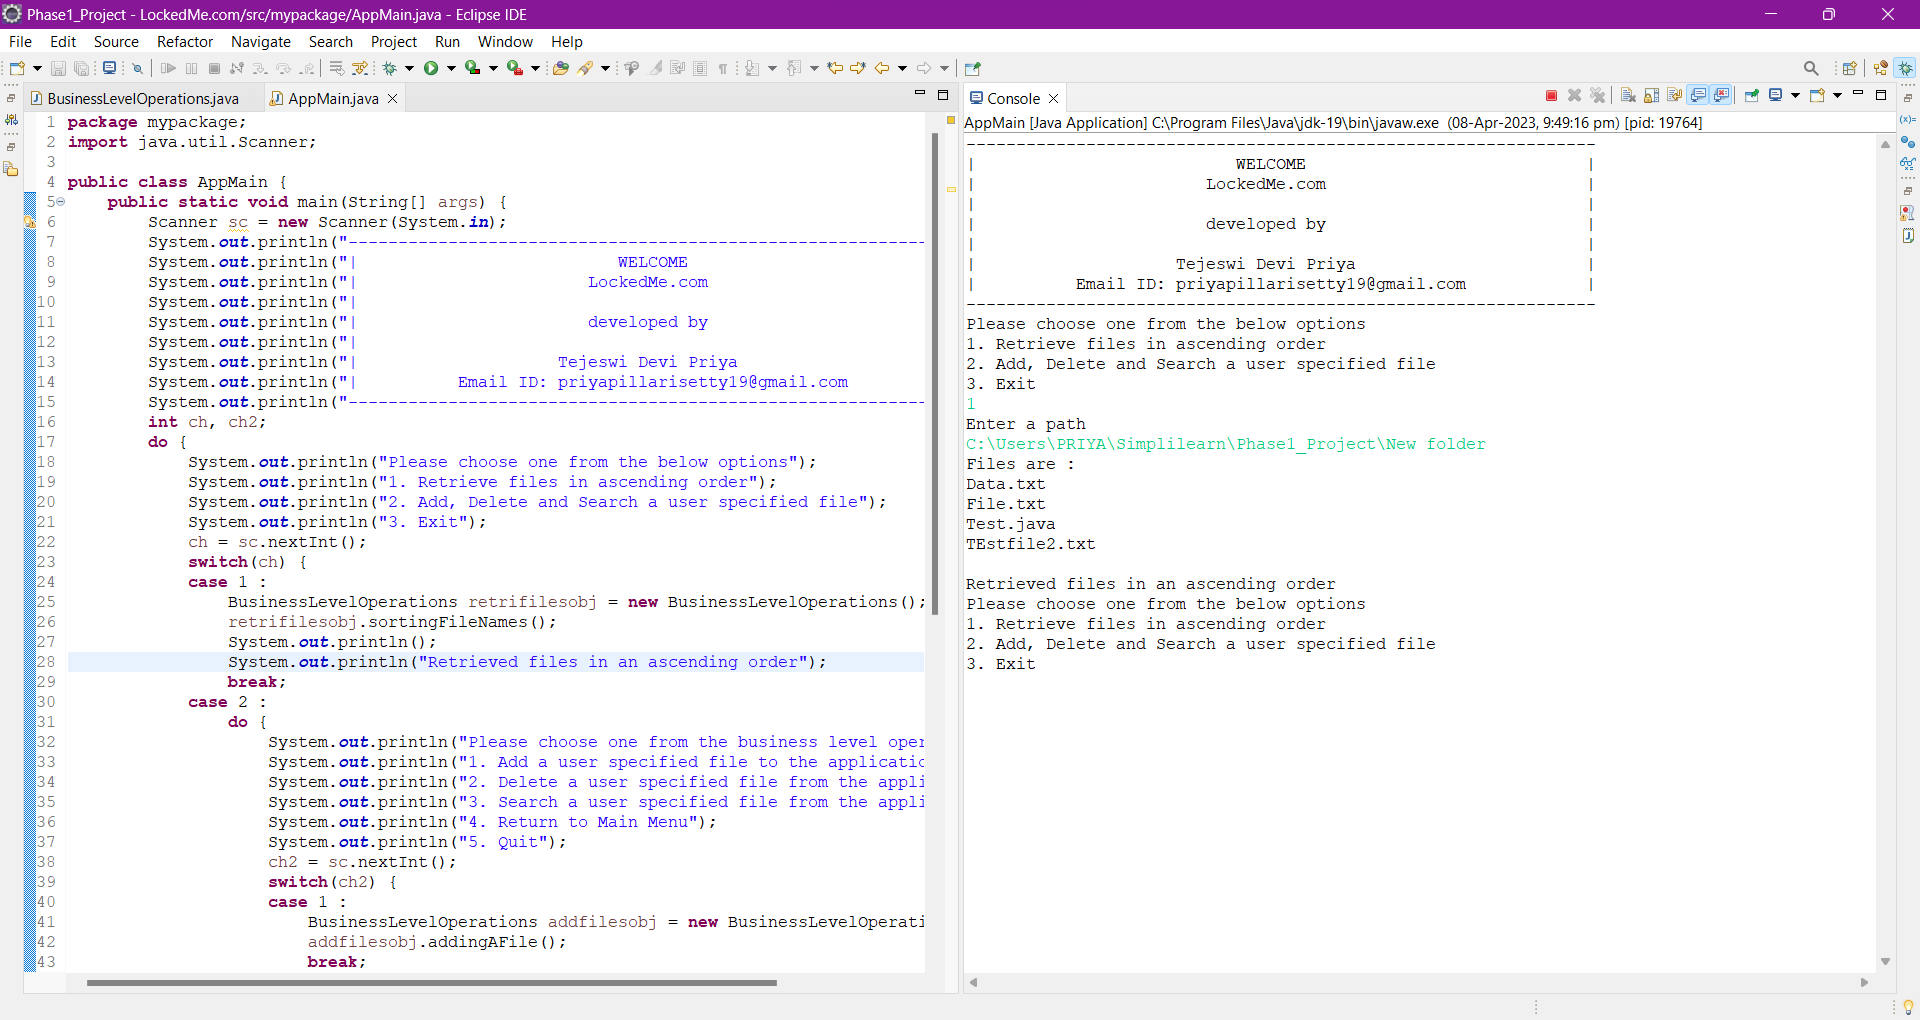 Phase1_Project - LockedMe.com/src/mypackage/AppMain.java - Eclipse IDE
File Edit Source Refactor Navigate Search Project Run Window Help
BusinessLevelOperations.java AppMain.java
1 package mypackage;
2 import java.util.Scanner;
3
4 public class AppMain {
5 public static void main(String[] args) {
6 Scanner sc = new Scanner(System.in);
7 System.out.println("----------------------------------------------------------
8 System.out.println("| WELCOME
9 System.out.println("| LockedMe.com
10 System.out.println("|
11 System.out.println("| developed by
12 System.out.println("|
13 System.out.println("| Tejeswi Devi Priya
14 System.out.println("| Email ID: priyapillarisetty19@gmail.com
15 System.out.println("----------------------------------------------------------
16 int ch, ch2;
17 do {
18 System.out.println("Please choose one from the below options");
19 System.out.println("1. Retrieve files in ascending order");
20 System.out.println("2. Add, Delete and Search a user specified file");
21 System.out.println("3. Exit");
22 ch = sc.nextInt();
23 switch(ch) {
24 case 1 :
25 BusinessLevelOperations retrifilesobj = new BusinessLevelOperations();
26 retrifilesobj.sortingFileNames();
27 System.out.println();
28 System.out.println("Retrieved files in an ascending order");
29 break;
30 case 2 :
31 do {
32 System.out.println("Please choose one from the business level oper
33 System.out.println("1. Add a user specified file to the applicatic
34 System.out.println("2. Delete a user specified file from the appli
35 System.out.println("3. Search a user specified file from the appli
36 System.out.println("4. Return to Main Menu");
37 System.out.println("5. Quit");
38 ch2 = sc.nextInt();
39 switch(ch2) {
40 case 1 :
41 BusinessLevelOperations addfilesobj = new BusinessLevelOperati
42 addfilesobj.addingAFile();
43 break;
Console
AppMain [Java Application] C:\Program Files\Java\jdk-19\bin\javaw.exe (08-Apr-2023, 9:49:16 pm) [pid: 19764]
---------------------------------------------------------------
| WELCOME |
| LockedMe.com |
| |
| developed by |
| |
| Tejeswi Devi Priya |
| Email ID: priyapillarisetty19@gmail.com |
---------------------------------------------------------------
Please choose one from the below options
1. Retrieve files in ascending order
2. Add, Delete and Search a user specified file
3. Exit
1
Enter a path
C:\Users\PRIYA\Simplilearn\Phase1_Project\New folder
Files are :
Data.txt
File.txt
Test.java
TEstfile2.txt
Retrieved files in an ascending order
Please choose one from the below options
1. Retrieve files in ascending order
2. Add, Delete and Search a user specified file
3. Exit